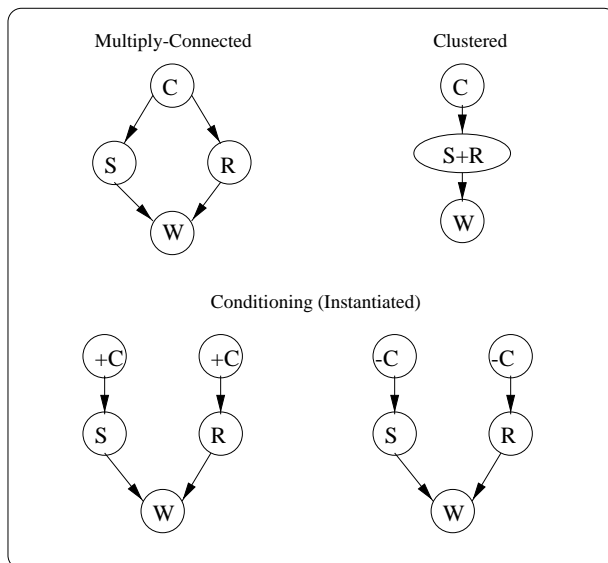 Multiply-Connected
Clustered
C
C
S
R
S+R
W
W
Conditioning (Instantiated)
+C
+C
-C
-C
S
R
S
R
W
W